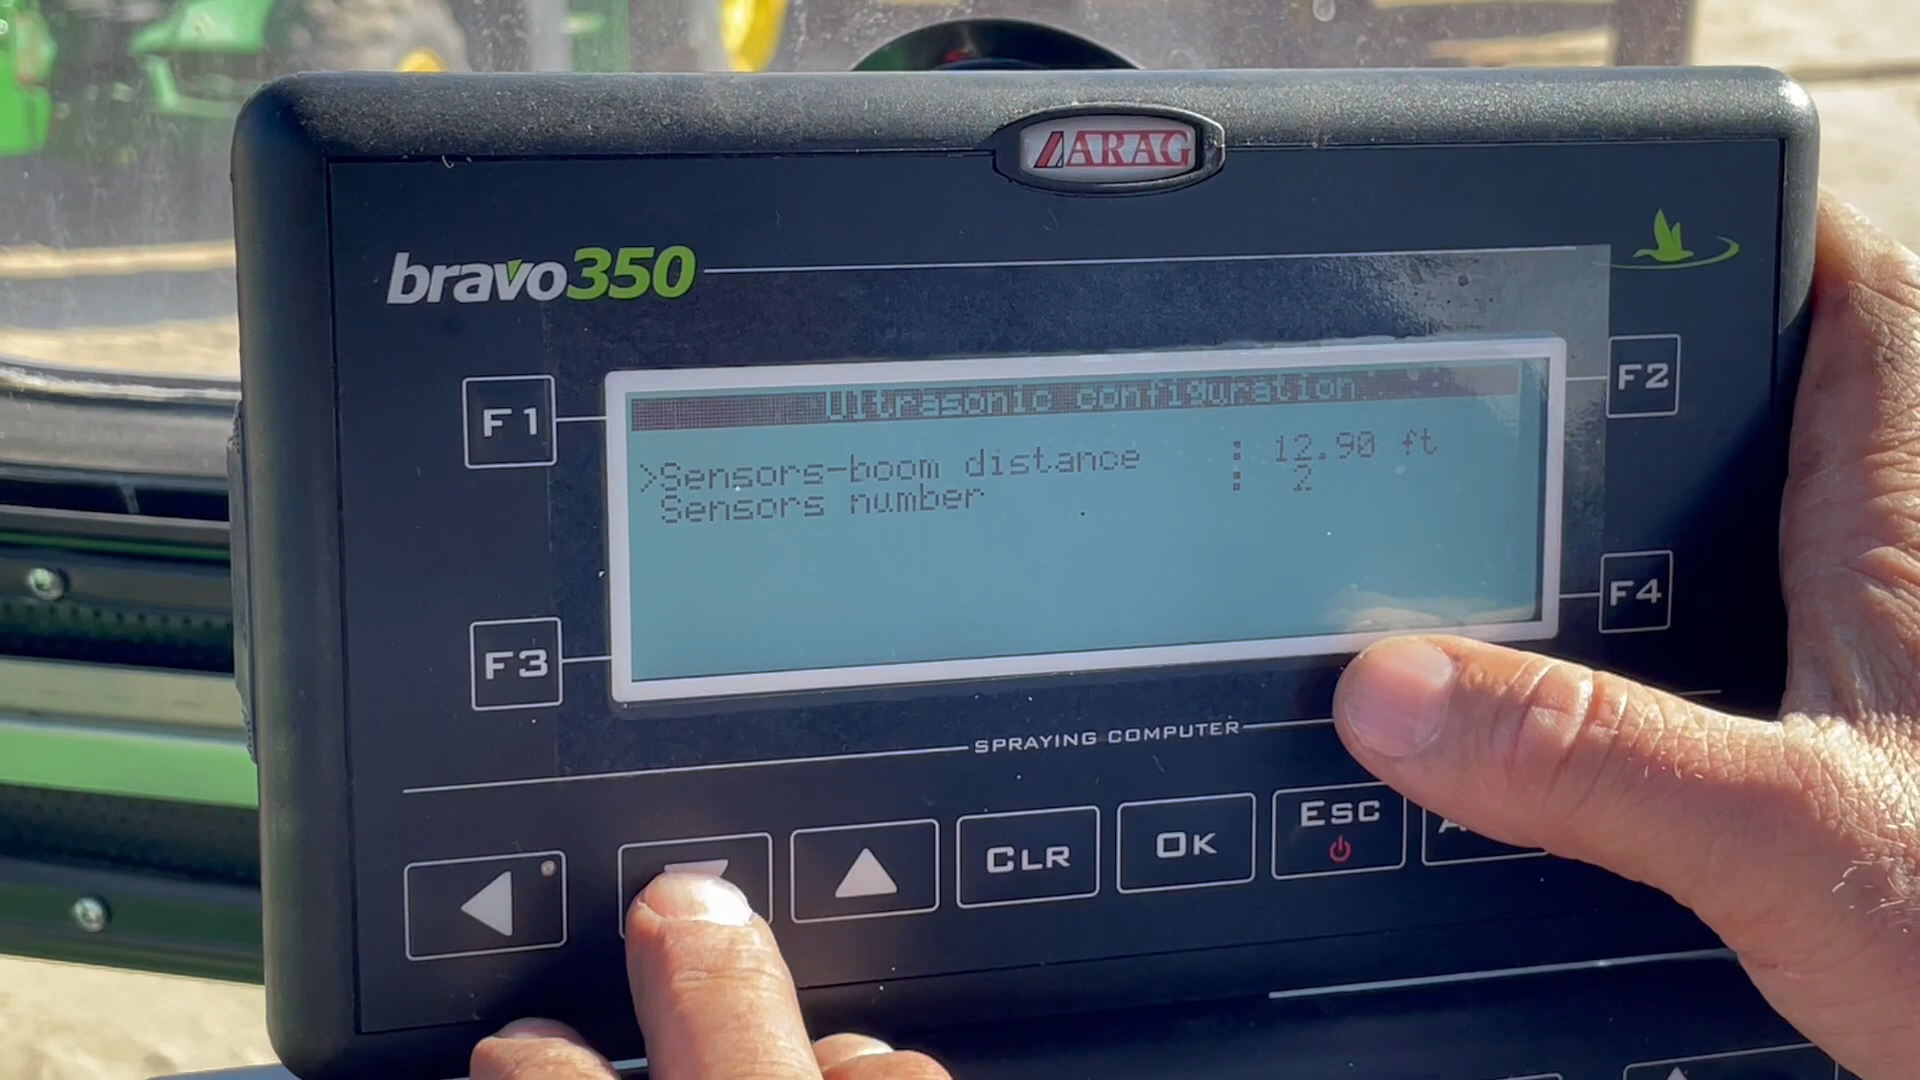 ARAG
bravo350
F1
F2
Ultrasonic configuration
>Sensors-boom distance : 12.90 ft
Sensors number : 2
F3
F4
SPRAYING COMPUTER
CLR
OK
ESC